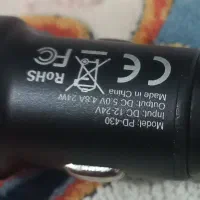 Model: PD-430
Input: DC 12-24V
Output: DC 5.0V 4.8A 24W
Made in China
CE FC RoHS